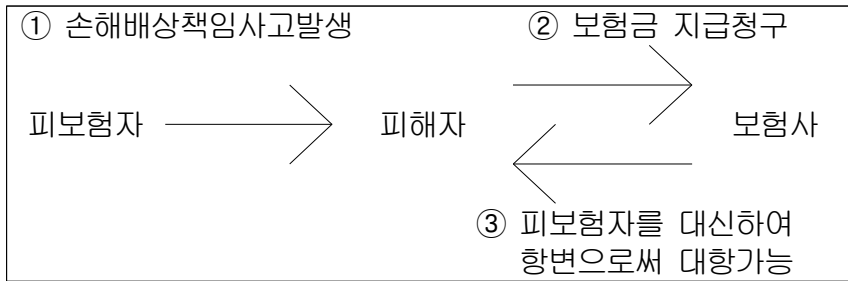 ① 손해배상책임사고발생
② 보험금 지급청구
피보험자
피해자
보험사
③ 피보험자를 대신하여
항변으로써 대항가능